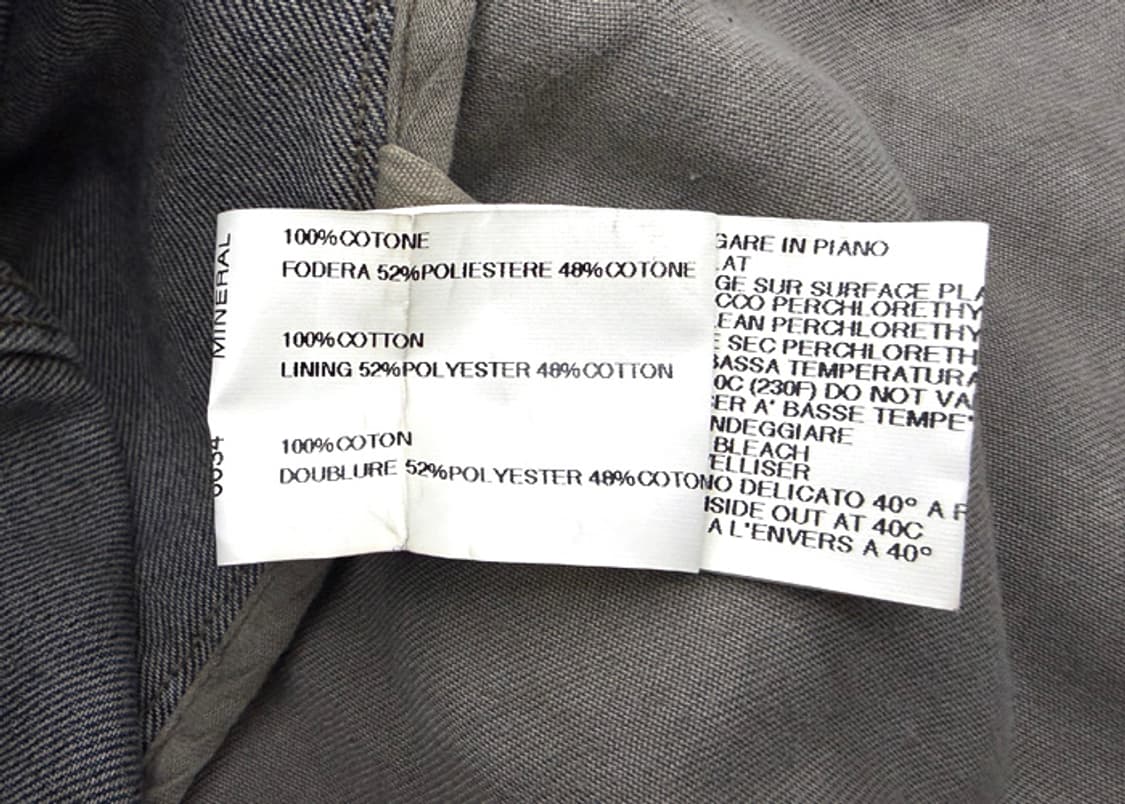 MINERAL
100%COTONE
FODERA 52%POLIESTERE 48%COTONE
100%COTTON
LINING 52%POLYESTER 48%COTTON
100%COTON
DOUBLURE 52%POLYESTER 48%COTON
GARE IN PIANO
AT
GE SUR SURFACE PLA
CCO PERCHLORETHY
EAN PERCHLORETHY
SEC PERCHLORETH
BASSA TEMPERATURA
0C (230F) DO NOT VA
ER A' BASSE TEMPE
NDEGGIARE
BLEACH
ELLISER
O DELICATO 40° A R
SIDE OUT AT 40C
A L'ENVERS A 40°